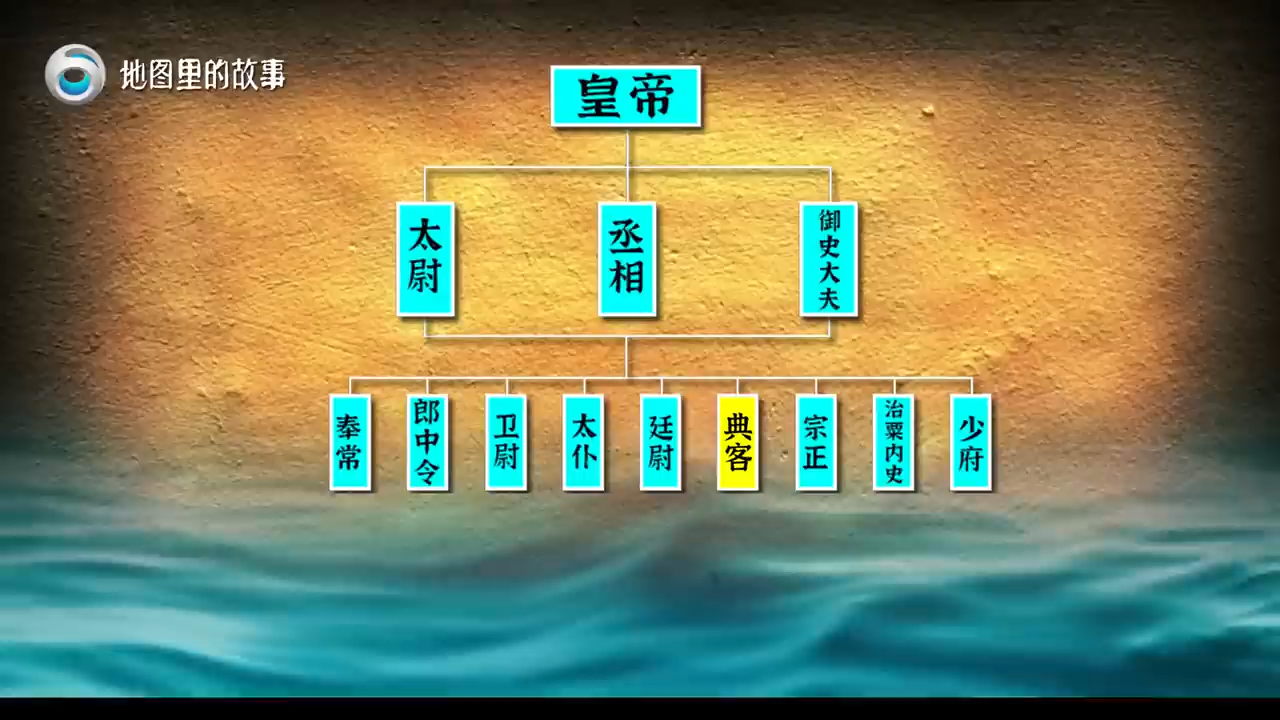 地图里的故事
皇帝
太尉
丞相
御史大夫
奉常
郎中令
卫尉
太仆
廷尉
典客
宗正
治粟内史
少府